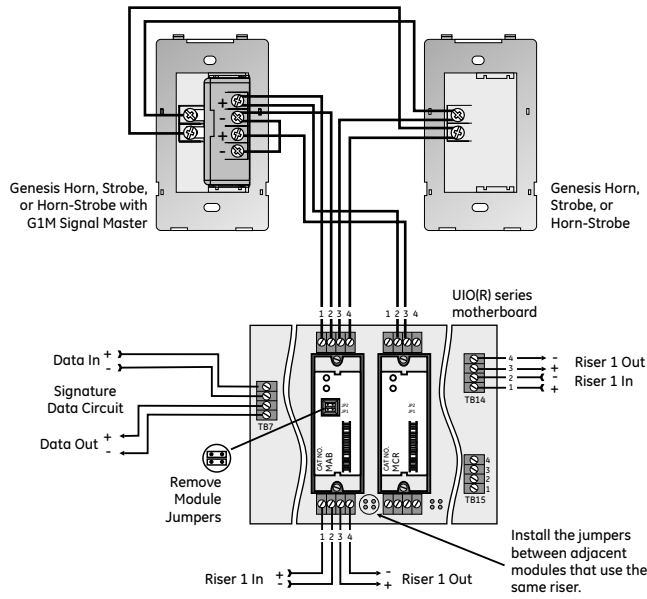 +
-
+
-
Genesis Horn, Strobe,
or Horn-Strobe with
G1M Signal Master
Genesis Horn,
Strobe, or
Horn-Strobe
UIO(R) series
motherboard
1 2 3 4
1 2 3 4
Data In + -
Signature
Data Circuit
Data Out + -
TB7
JP2
JP1
CAT NO.
MAB
JP2
JP1
CAT NO.
MCR
4 - Riser 1 Out
3 +
2 - Riser 1 In
1 +
TB14
4
3
2
1
TB15
Remove
Module
Jumpers
1 2 3 4
Riser 1 In + -
- + Riser 1 Out
Install the jumpers
between adjacent
modules that use the
same riser.